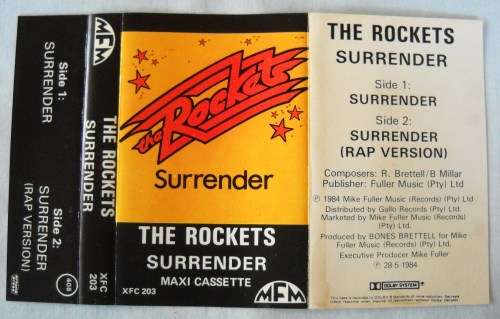 Side 1:
SURRENDER
Side 2:
SURRENDER
(RAP VERSION)
408
MFM
THE ROCKETS
SURRENDER
XFC
203
the Rockets
Surrender
THE ROCKETS
SURRENDER
MAXI CASSETTE
XFC 203
MFM
THE ROCKETS
SURRENDER
Side 1:
SURRENDER
Side 2:
SURRENDER
(RAP VERSION)
Composers: R. Brettell/B Millar
Publisher: Fuller Music (Pty) Ltd
℗ 1984 Mike Fuller Music (Records) (Pty) Ltd
Distributed by Gallo Records (Pty) Ltd.
Marketed by Mike Fuller Music (Records)
(Pty) Ltd.
Produced by BONES BRETTELL for Mike
Fuller Music (Records) (Pty) Ltd.
Executive Producer Mike Fuller
℗ 28·5·1984
DOLBY SYSTEM